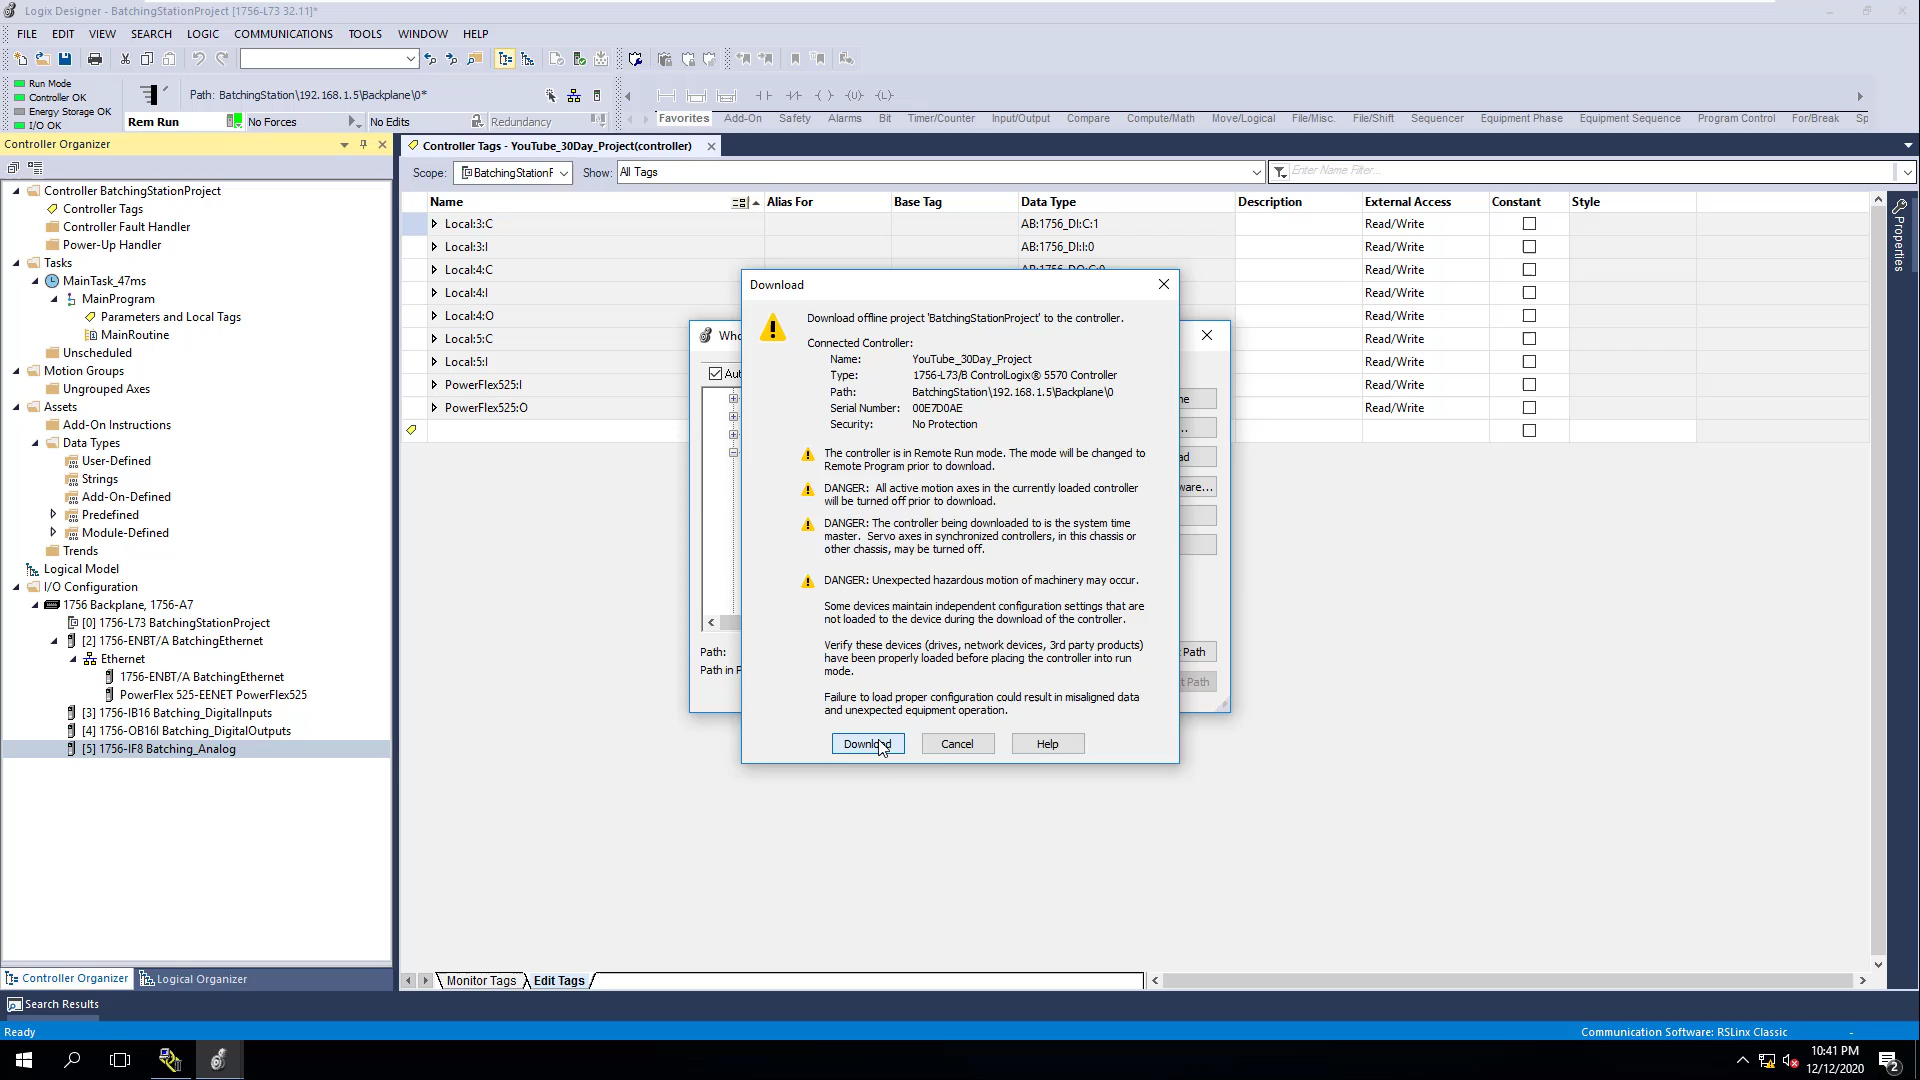 Logix Designer - BatchingStationProject [1756-L73 32.11]*
FILE EDIT VIEW SEARCH LOGIC COMMUNICATIONS TOOLS WINDOW HELP
Run Mode
Controller OK
Energy Storage OK
I/O OK
Path: BatchingStation\192.168.1.5\Backplane\0*
Rem Run No Forces No Edits Redundancy
Favorites Add-On Safety Alarms Bit Timer/Counter Input/Output Compare Compute/Math Move/Logical File/Misc. File/Shift Sequencer Equipment Phase Equipment Sequence Program Control For/Break Sp
Controller Organizer
Controller BatchingStationProject
Controller Tags
Controller Fault Handler
Power-Up Handler
Tasks
MainTask_47ms
MainProgram
Parameters and Local Tags
MainRoutine
Unscheduled
Motion Groups
Ungrouped Axes
Assets
Add-On Instructions
Data Types
User-Defined
Strings
Add-On-Defined
Predefined
Module-Defined
Trends
Logical Model
I/O Configuration
1756 Backplane, 1756-A7
[0] 1756-L73 BatchingStationProject
[2] 1756-ENBT/A BatchingEthernet
Ethernet
1756-ENBT/A BatchingEthernet
PowerFlex 525-EENET PowerFlex525
[3] 1756-IB16 Batching_DigitalInputs
[4] 1756-OB16I Batching_DigitalOutputs
[5] 1756-IF8 Batching_Analog
Controller Organizer Logical Organizer
Controller Tags - YouTube_30Day_Project(controller)
Scope: BatchingStationF Show: All Tags Enter Name Filter...
Name Alias For Base Tag Data Type Description External Access Constant Style
Local:3:C AB:1756_DI:C:1 Read/Write
Local:3:I AB:1756_DI:I:0 Read/Write
Local:4:C AB:1756_DO:C:0 Read/Write
Local:4:I Read/Write
Local:4:O Read/Write
Local:5:C Read/Write
Local:5:I Read/Write
PowerFlex525:I Read/Write
PowerFlex525:O Read/Write
Properties
Who
Aut
ne
...
ad
ware...
Path:
Path in P
t Path
t Path
Download
Download offline project 'BatchingStationProject' to the controller.
Connected Controller:
Name: YouTube_30Day_Project
Type: 1756-L73/B ControlLogix® 5570 Controller
Path: BatchingStation\192.168.1.5\Backplane\0
Serial Number: 00E7D0AE
Security: No Protection
The controller is in Remote Run mode. The mode will be changed to
Remote Program prior to download.
DANGER: All active motion axes in the currently loaded controller
will be turned off prior to download.
DANGER: The controller being downloaded to is the system time
master. Servo axes in synchronized controllers, in this chassis or
other chassis, may be turned off.
DANGER: Unexpected hazardous motion of machinery may occur.
Some devices maintain independent configuration settings that are
not loaded to the device during the download of the controller.
Verify these devices (drives, network devices, 3rd party products)
have been properly loaded before placing the controller into run
mode.
Failure to load proper configuration could result in misaligned data
and unexpected equipment operation.
Download Cancel Help
Monitor Tags Edit Tags
Search Results
Ready Communication Software: RSLinx Classic
10:41 PM
12/12/2020
2